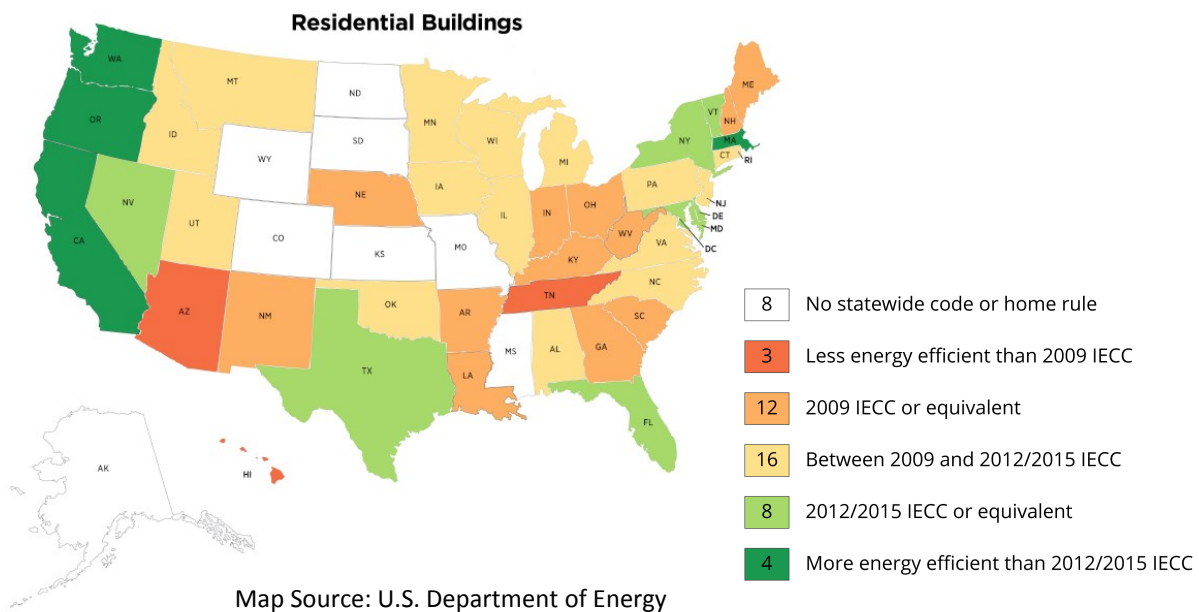 Residential Buildings
WA
MT
ND
OR
ID
SD
WY
MN
WI
MI
ME
VT
NH
NY
MA
CT
RI
NV
UT
CO
NE
IA
IL
IN
OH
PA
NJ
DE
MD
DC
WV
VA
CA
KS
MO
KY
AZ
NM
OK
AR
TN
NC
SC
TX
LA
MS
AL
GA
FL
AK
HI
8 No statewide code or home rule
3 Less energy efficient than 2009 IECC
12 2009 IECC or equivalent
16 Between 2009 and 2012/2015 IECC
8 2012/2015 IECC or equivalent
4 More energy efficient than 2012/2015 IECC
Map Source: U.S. Department of Energy